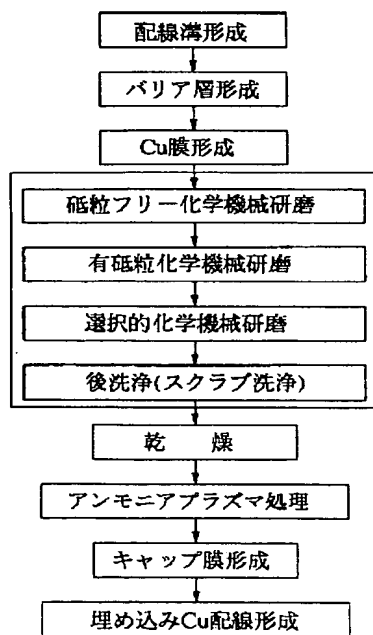 配線溝形成
バリア層形成
Cu膜形成
砥粒フリー化学機械研磨
有砥粒化学機械研磨
選択的化学機械研磨
後洗浄(スクラブ洗浄)
乾　　燥
アンモニアプラズマ処理
キャップ膜形成
埋め込みCu配線形成